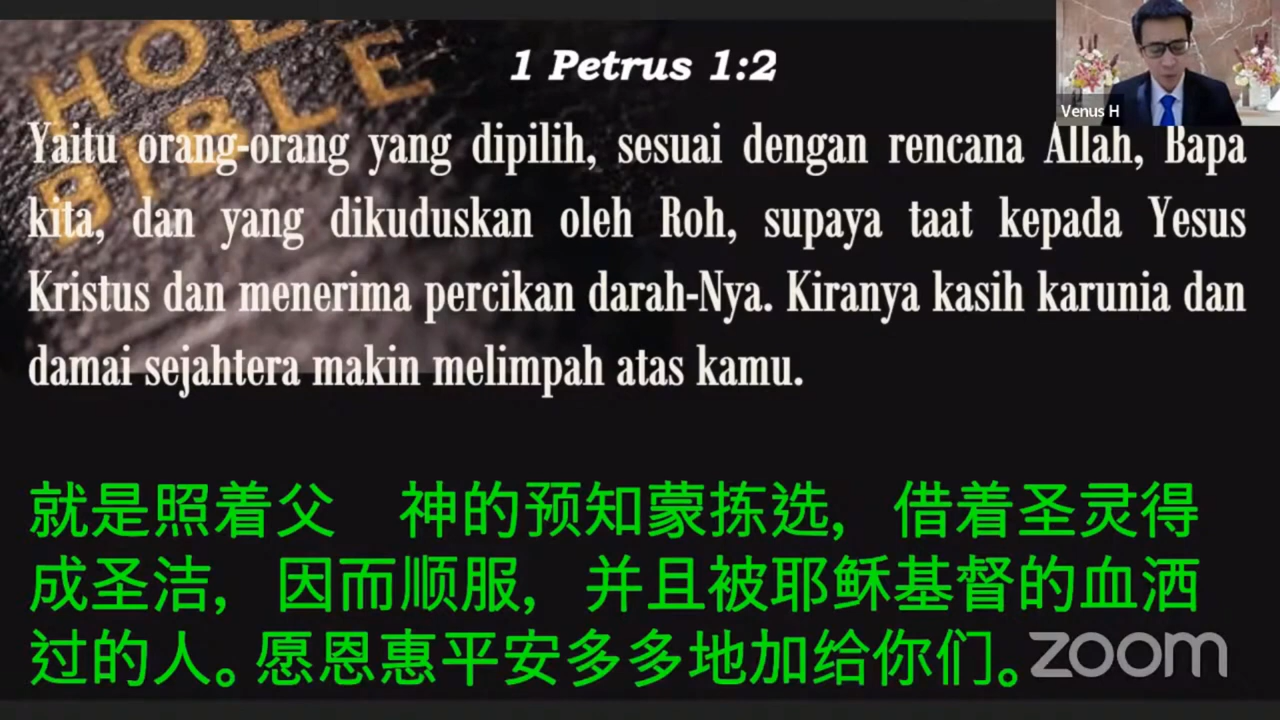 HOL
BIBLE
1 Petrus 1:2
Venus H
Yaitu orang-orang yang dipilih, sesuai dengan rencana Allah, Bapa
kita, dan yang dikuduskan oleh Roh, supaya taat kepada Yesus
Kristus dan menerima percikan darah-Nya. Kiranya kasih karunia dan
damai sejahtera makin melimpah atas kamu.
就是照着父　神的预知蒙拣选,　借着圣灵得
成圣洁,　因而顺服,　并且被耶稣基督的血洒
过的人。愿恩惠平安多多地加给你们。
zoom